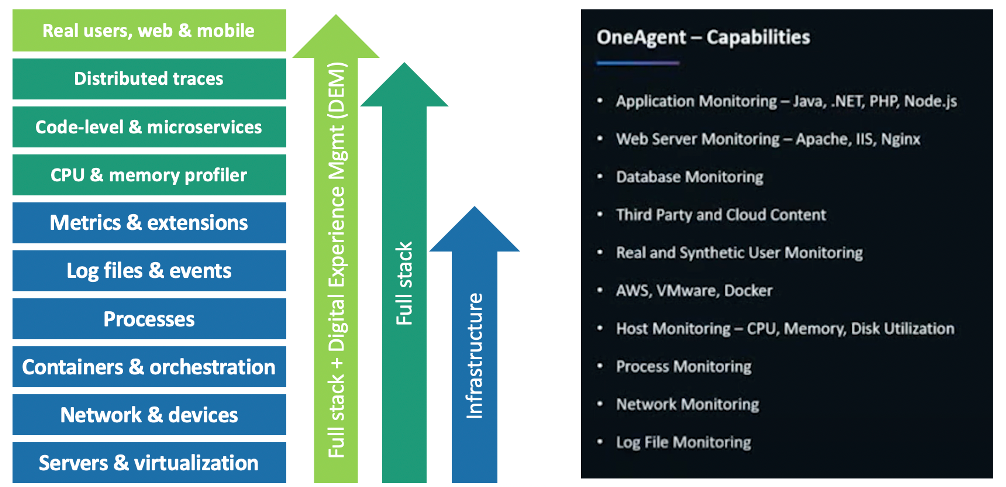 Real users, web & mobile
Distributed traces
Code-level & microservices
CPU & memory profiler
Metrics & extensions
Log files & events
Processes
Containers & orchestration
Network & devices
Servers & virtualization
Full stack + Digital Experience Mgmt (DEM)
Full stack
Infrastructure
OneAgent – Capabilities
• Application Monitoring – Java, .NET, PHP, Node.js
• Web Server Monitoring – Apache, IIS, Nginx
• Database Monitoring
• Third Party and Cloud Content
• Real and Synthetic User Monitoring
• AWS, VMware, Docker
• Host Monitoring – CPU, Memory, Disk Utilization
• Process Monitoring
• Network Monitoring
• Log File Monitoring